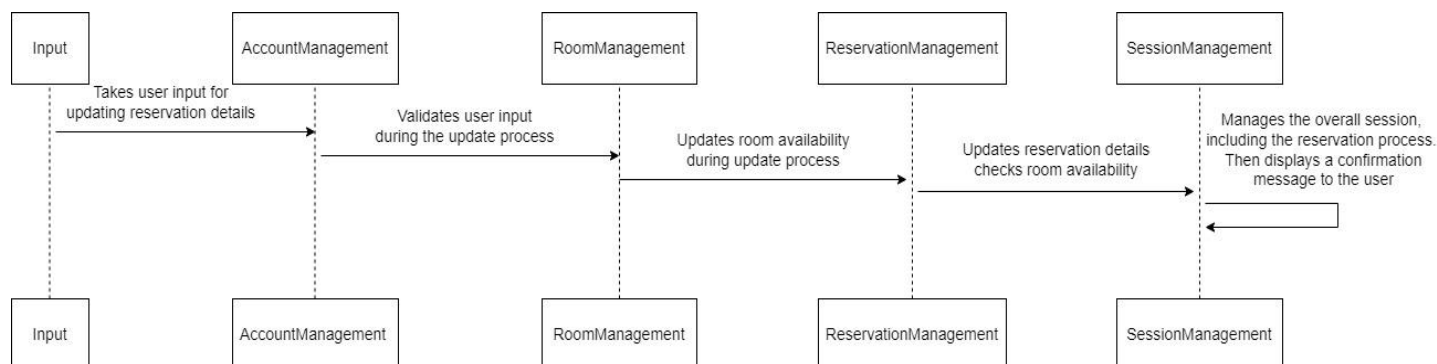 Input
AccountManagement
RoomManagement
ReservationManagement
SessionManagement
Takes user input for
updating reservation details
Validates user input
during the update process
Updates room availability
during update process
Updates reservation details
checks room availability
Manages the overall session,
including the reservation process.
Then displays a confirmation
message to the user
Input
AccountManagement
RoomManagement
ReservationManagement
SessionManagement